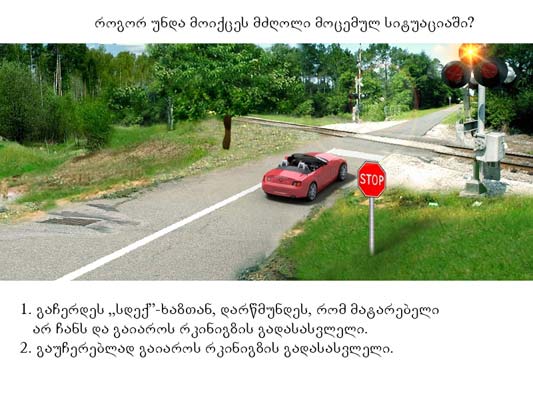 როგორ უნდა მოიქცეს მძღოლი მოცემულ სიტუაციაში?
STOP
1. გაჩერდეს „სდექ”-ხაზთან, დარწმუნდეს, რომ მატარებელი
არ ჩანს და გაიაროს რკინიგზის გადასასვლელი.
2. გაუჩერებლად გაიაროს რკინიგზის გადასასვლელი.